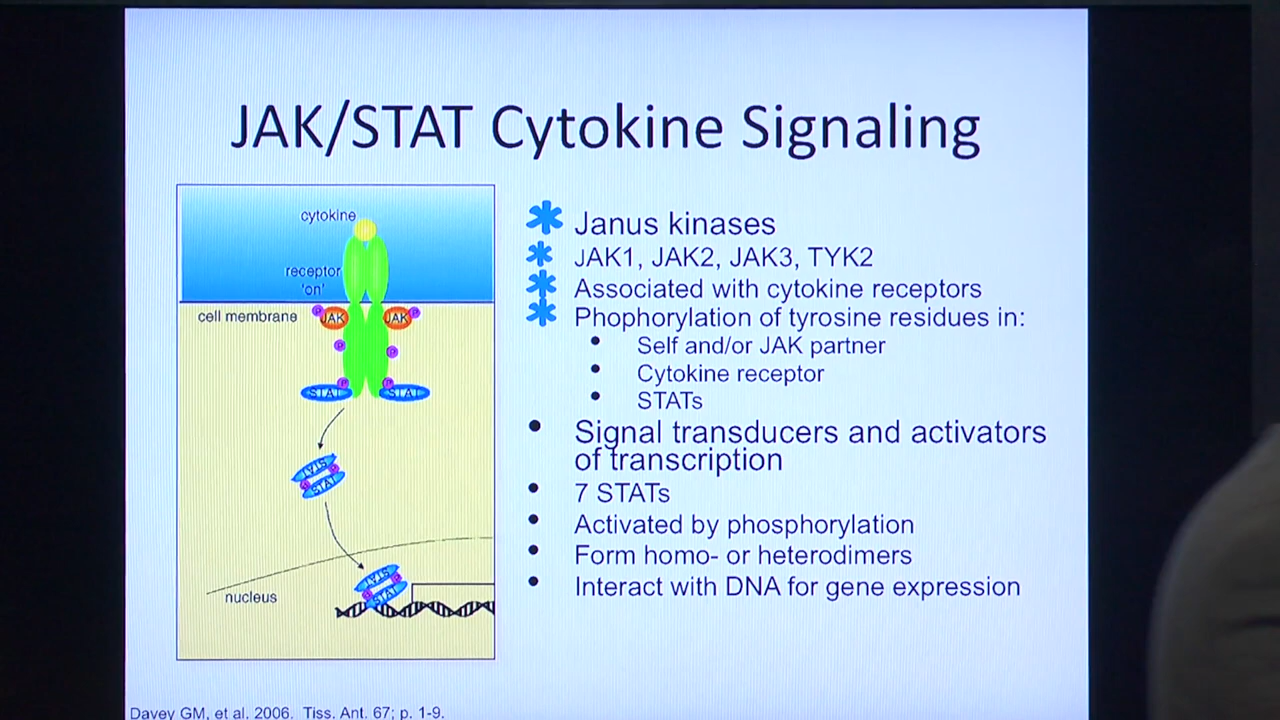 JAK/STAT Cytokine Signaling
cytokine
receptor
'on'
cell membrane
P
JAK
JAK
P
P
P
P
P
STAT
STAT
STAT
P
P
STAT
STAT
P
P
STAT
nucleus
Janus kinases
JAK1, JAK2, JAK3, TYK2
Associated with cytokine receptors
Phophorylation of tyrosine residues in:
• Self and/or JAK partner
• Cytokine receptor
• STATs
• Signal transducers and activators
of transcription
• 7 STATs
• Activated by phosphorylation
• Form homo- or heterodimers
• Interact with DNA for gene expression
Davey GM, et al. 2006. Tiss. Ant. 67; p. 1-9.